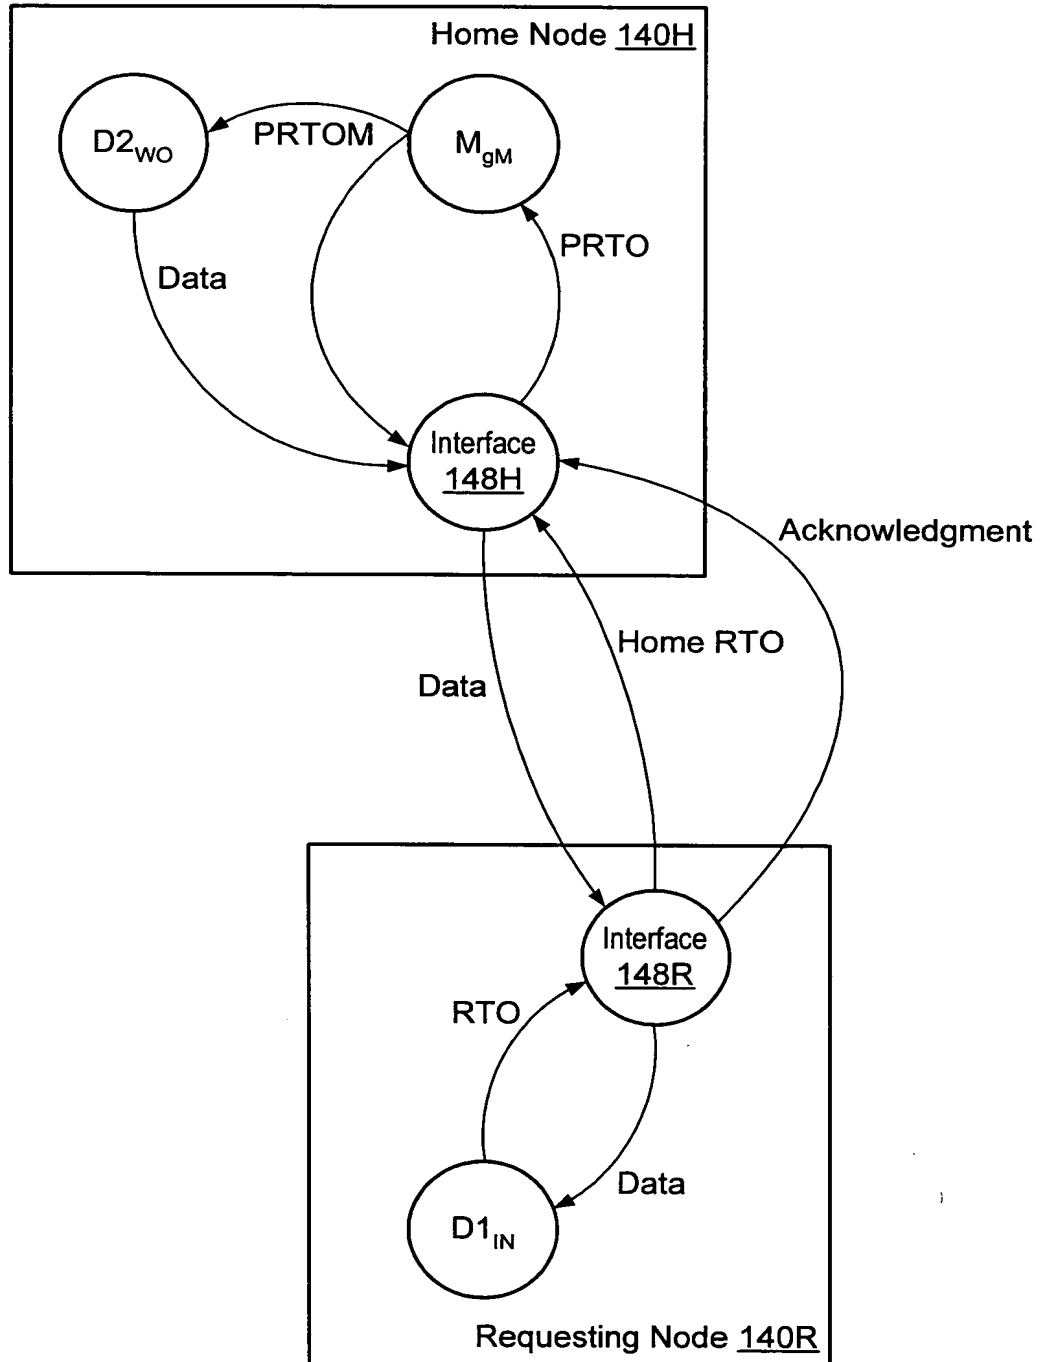 Home Node 140H
D2WO
PRTOM
MgM
PRTO
Data
Interface
148H
Acknowledgment
Home RTO
Data
Interface
148R
RTO
Data
D1IN
Requesting Node 140R